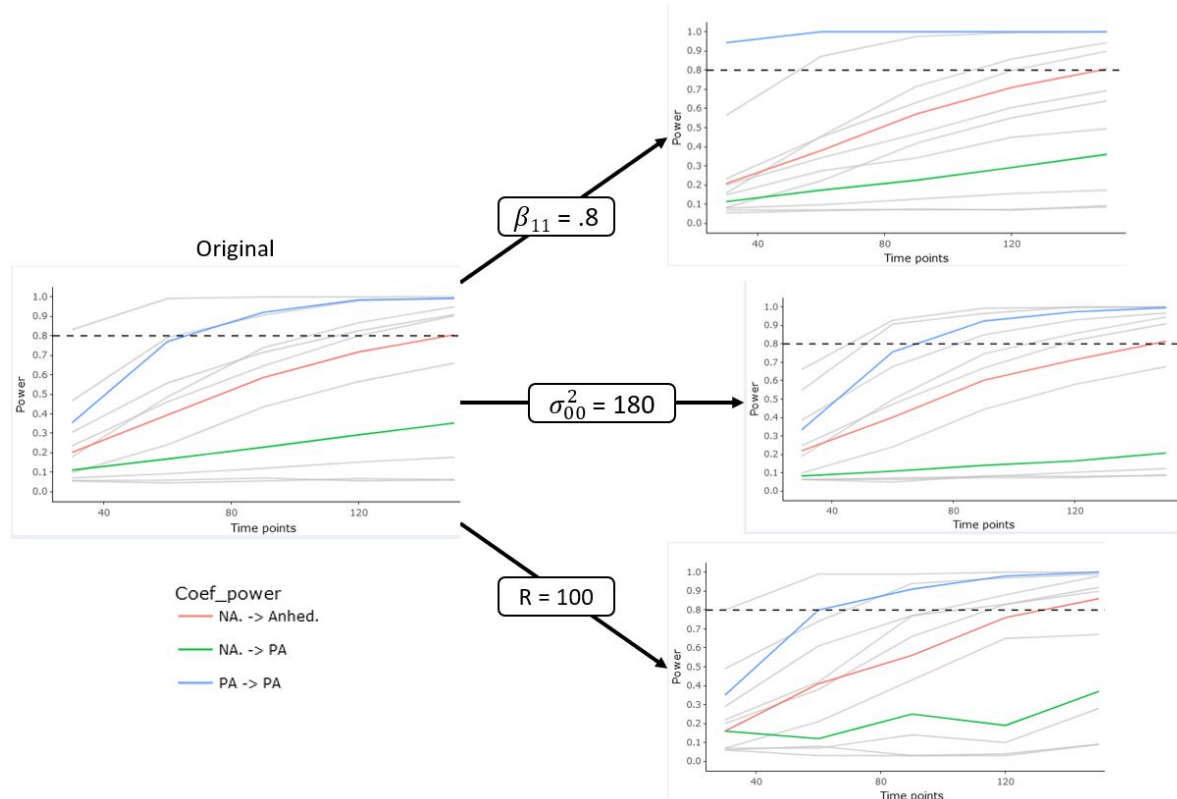 Original
Power
1.0
0.9
0.8
0.7
0.6
0.5
0.4
0.3
0.2
0.1
0.0
40 80 120
Time points
Coef_power
NA. -> Anhed.
NA. -> PA
PA -> PA
β₁₁ = .8
Power
1.0
0.9
0.8
0.7
0.6
0.5
0.4
0.3
0.2
0.1
0.0
40 80 120
Time points
σ²₀₀ = 180
Power
1.0
0.9
0.8
0.7
0.6
0.5
0.4
0.3
0.2
0.1
0.0
40 80 120
Time points
R = 100
Power
1.0
0.9
0.8
0.7
0.6
0.5
0.4
0.3
0.2
0.1
0.0
40 80 120
Time points